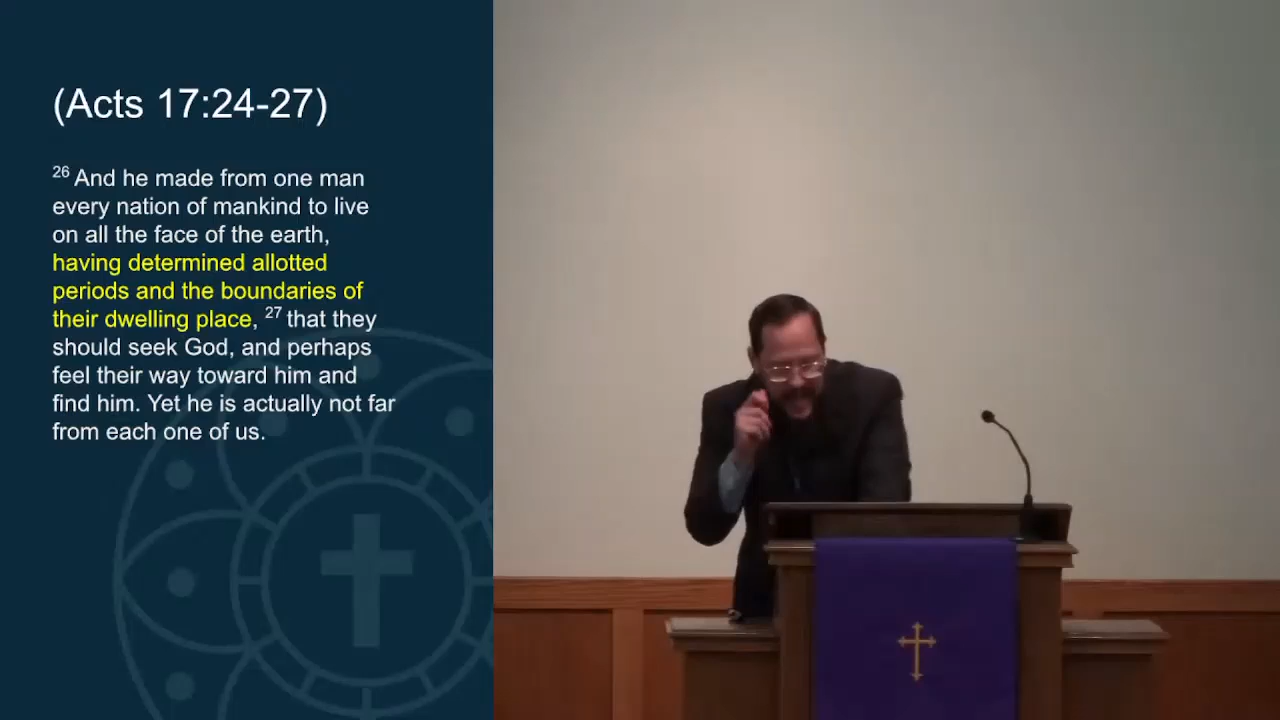 (Acts 17:24-27)
26 And he made from one man
every nation of mankind to live
on all the face of the earth,
having determined allotted
periods and the boundaries of
their dwelling place, 27 that they
should seek God, and perhaps
feel their way toward him and
find him. Yet he is actually not far
from each one of us.